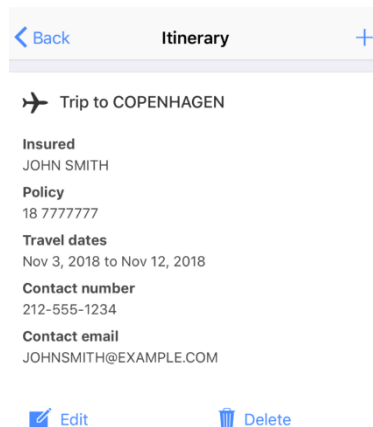 Back Itinerary +
Trip to COPENHAGEN
Insured
JOHN SMITH
Policy
18 7777777
Travel dates
Nov 3, 2018 to Nov 12, 2018
Contact number
212-555-1234
Contact email
JOHNSMITH@EXAMPLE.COM
Edit Delete